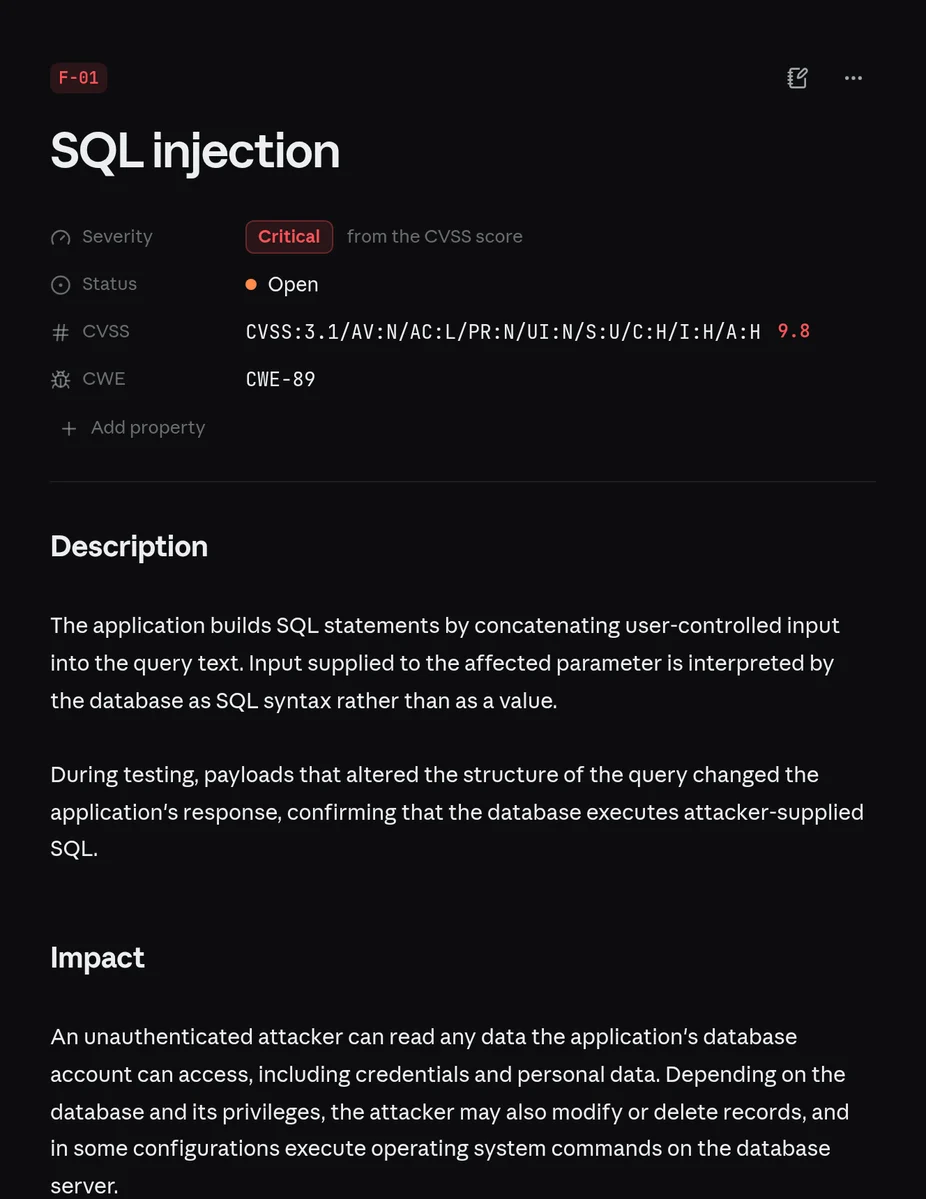 F-01
SQL injection
Severity Critical from the CVSS score
Status Open
CVSS CVSS:3.1/AV:N/AC:L/PR:N/UI:N/S:U/C:H/I:H/A:H 9.8
CWE CWE-89
Add property
Description
The application builds SQL statements by concatenating user-controlled input
into the query text. Input supplied to the affected parameter is interpreted by
the database as SQL syntax rather than as a value.
During testing, payloads that altered the structure of the query changed the
application's response, confirming that the database executes attacker-supplied
SQL.
Impact
An unauthenticated attacker can read any data the application's database
account can access, including credentials and personal data. Depending on the
database and its privileges, the attacker may also modify or delete records, and
in some configurations execute operating system commands on the database
server.